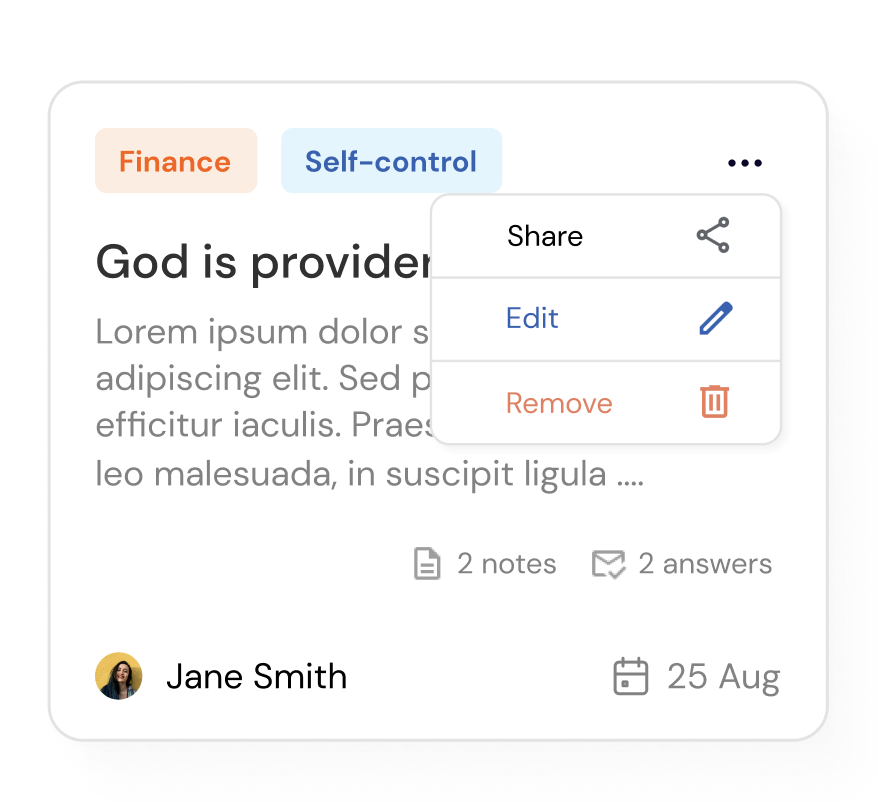 Finance
Self-control
Share
God is provider
Edit
Lorem ipsum dolor s
adipiscing elit. Sed p
Remove
efficitur iaculis. Praes
leo malesuada, in suscipit ligula ....
2 notes
2 answers
Jane Smith
25 Aug